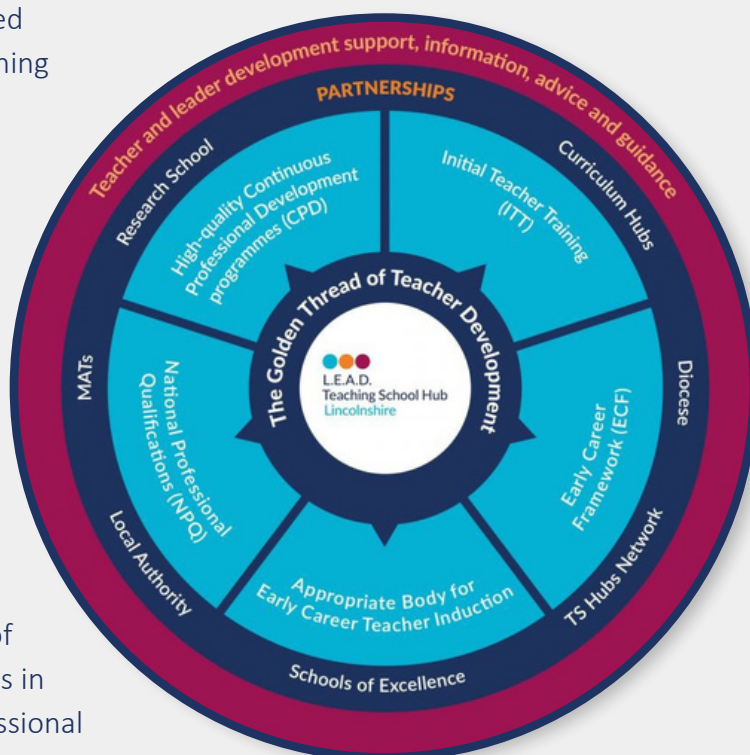 ed
ning
of
s in
ssional
Teacher and leader development support, information, advice and guidance
PARTNERSHIPS
Research School
Curriculum Hubs
Diocese
TS Hubs Network
Schools of Excellence
Local Authority
MATs
High-quality Continuous
Professional Development
programmes (CPD)
Initial Teacher Training
(ITT)
Early Career
Framework (ECF)
Appropriate Body for
Early Career Teacher Induction
National Professional
Qualifications (NPQ)
The Golden Thread of Teacher Development
L.E.A.D.
Teaching School Hub
Lincolnshire